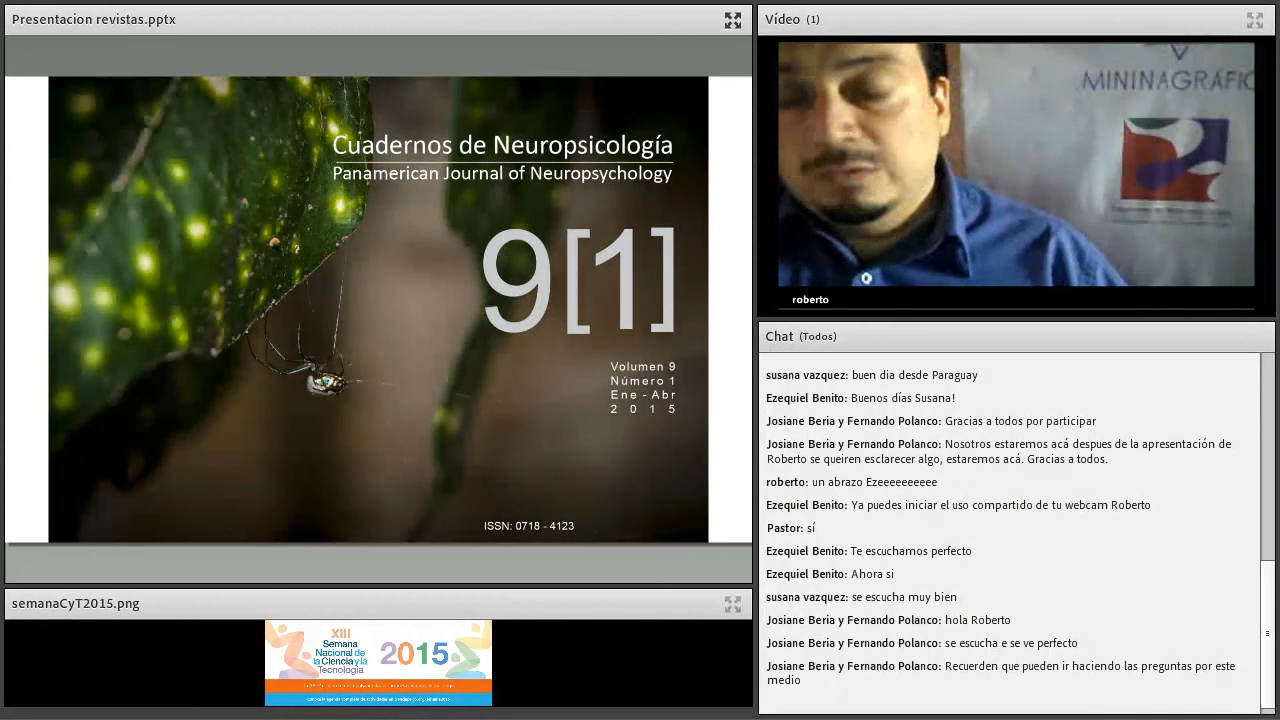 Presentacion revistas.pptx
Cuadernos de Neuropsicología
Panamerican Journal of Neuropsychology
9[1]
Volumen 9
Número 1
Ene - Abr
2 0 1 5
ISSN: 0718 - 4123
semanaCyT2015.png
XIII
Semana
Nacional de
la Ciencia y la
Tecnología
2015
Vídeo (1)
MININAGRÁFIC
roberto
Chat (Todos)
susana vazquez: buen dia desde Paraguay
Ezequiel Benito: Buenos días Susana!
Josiane Beria y Fernando Polanco: Gracias a todos por participar
Josiane Beria y Fernando Polanco: Nosotros estaremos acá despues de la apresentación de
Roberto se queiren esclarecer algo, estaremos acá. Gracias a todos.
roberto: un abrazo Ezeeeeeeeeee
Ezequiel Benito: Ya puedes iniciar el uso compartido de tu webcam Roberto
Pastor: sí
Ezequiel Benito: Te escuchamos perfecto
Ezequiel Benito: Ahora si
susana vazquez: se escucha muy bien
Josiane Beria y Fernando Polanco: hola Roberto
Josiane Beria y Fernando Polanco: se escucha e se ve perfecto
Josiane Beria y Fernando Polanco: Recuerden que pueden ir haciendo las preguntas por este
medio